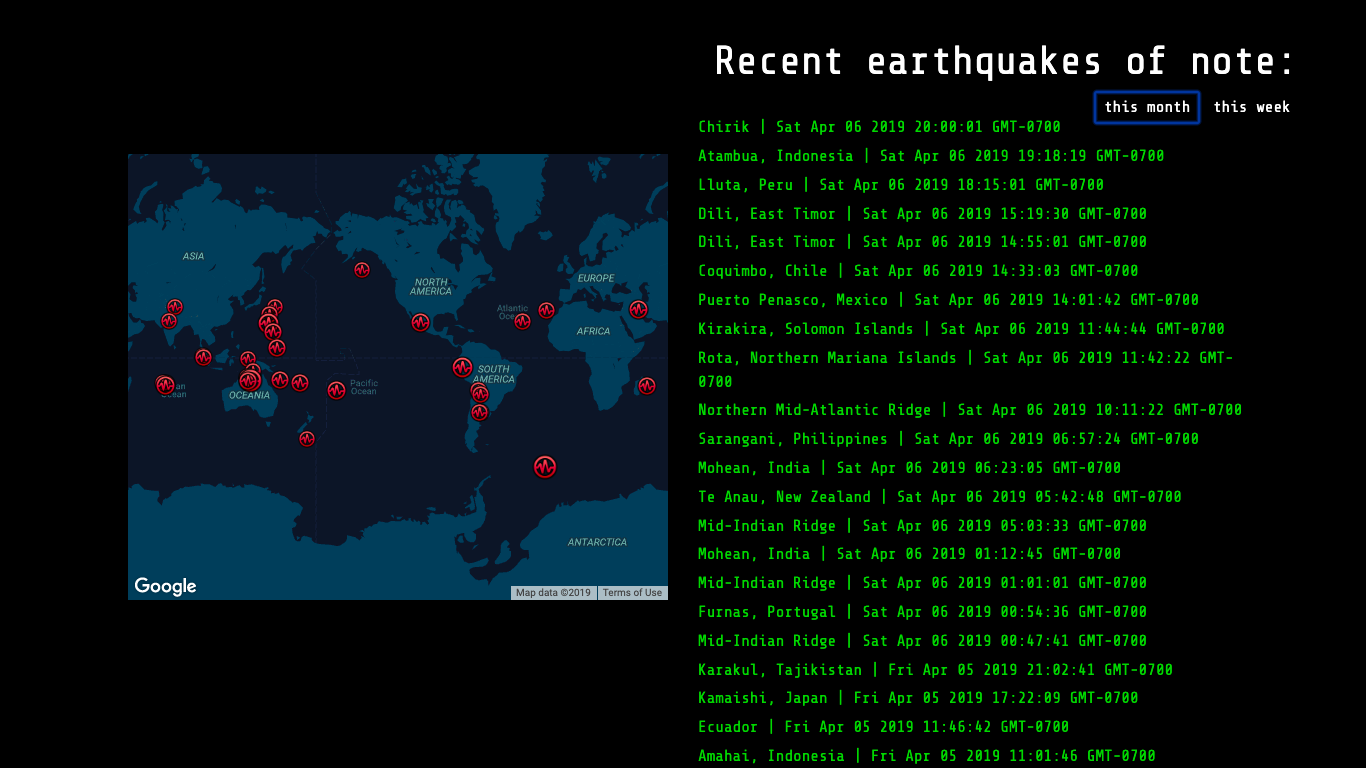 Recent earthquakes of note:
this month this week
Chirik | Sat Apr 06 2019 20:00:01 GMT-0700
Atambua, Indonesia | Sat Apr 06 2019 19:18:19 GMT-0700
Lluta, Peru | Sat Apr 06 2019 18:15:01 GMT-0700
Dili, East Timor | Sat Apr 06 2019 15:19:30 GMT-0700
Dili, East Timor | Sat Apr 06 2019 14:55:01 GMT-0700
Coquimbo, Chile | Sat Apr 06 2019 14:33:03 GMT-0700
Puerto Penasco, Mexico | Sat Apr 06 2019 14:01:42 GMT-0700
Kirakira, Solomon Islands | Sat Apr 06 2019 11:44:44 GMT-0700
Rota, Northern Mariana Islands | Sat Apr 06 2019 11:42:22 GMT-
0700
Northern Mid-Atlantic Ridge | Sat Apr 06 2019 10:11:22 GMT-0700
Sarangani, Philippines | Sat Apr 06 2019 06:57:24 GMT-0700
Mohean, India | Sat Apr 06 2019 06:23:05 GMT-0700
Te Anau, New Zealand | Sat Apr 06 2019 05:42:48 GMT-0700
Mid-Indian Ridge | Sat Apr 06 2019 05:03:33 GMT-0700
Mohean, India | Sat Apr 06 2019 01:12:45 GMT-0700
Mid-Indian Ridge | Sat Apr 06 2019 01:01:01 GMT-0700
Furnas, Portugal | Sat Apr 06 2019 00:54:36 GMT-0700
Mid-Indian Ridge | Sat Apr 06 2019 00:47:41 GMT-0700
Karakul, Tajikistan | Fri Apr 05 2019 21:02:41 GMT-0700
Kamaishi, Japan | Fri Apr 05 2019 17:22:09 GMT-0700
Ecuador | Fri Apr 05 2019 11:46:42 GMT-0700
Amahai, Indonesia | Fri Apr 05 2019 11:01:46 GMT-0700
ASIA
NORTH
AMERICA
EUROPE
Atlantic
AFRICA
SOUTH
AMERICA
Pacific
Ocean
OCEANIA
ANTARCTICA
Google
Map data ©2019
Terms of Use